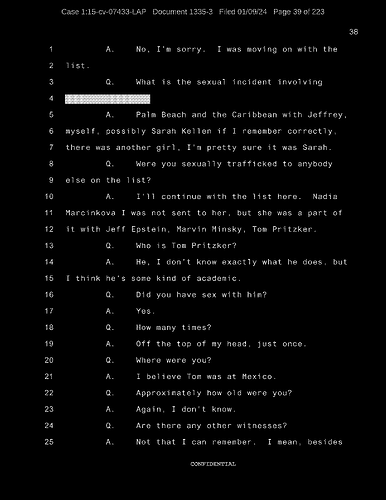 Case 1:15-cv-07433-LAP   Document 1335-3   Filed 01/09/24   Page 39 of 223
38
1 A. No, I'm sorry. I was moving on with the
2 list.
3 Q. What is the sexual incident involving
4
5 A. Palm Beach and the Caribbean with Jeffrey,
6 myself, possibly Sarah Kellen if I remember correctly,
7 there was another girl, I'm pretty sure it was Sarah.
8 Q. Were you sexually trafficked to anybody
9 else on the list?
10 A. I'll continue with the list here. Nadia
11 Marcinkova I was not sent to her, but she was a part of
12 it with Jeff Epstein, Marvin Minsky, Tom Pritzker.
13 Q. Who is Tom Pritzker?
14 A. He, I don't know exactly what he does, but
15 I think he's some kind of academic.
16 Q. Did you have sex with him?
17 A. Yes.
18 Q. How many times?
19 A. Off the top of my head, just once.
20 Q. Where were you?
21 A. I believe Tom was at Mexico.
22 Q. Approximately how old were you?
23 A. Again, I don't know.
24 Q. Are there any other witnesses?
25 A. Not that I can remember. I mean, besides
CONFIDENTIAL